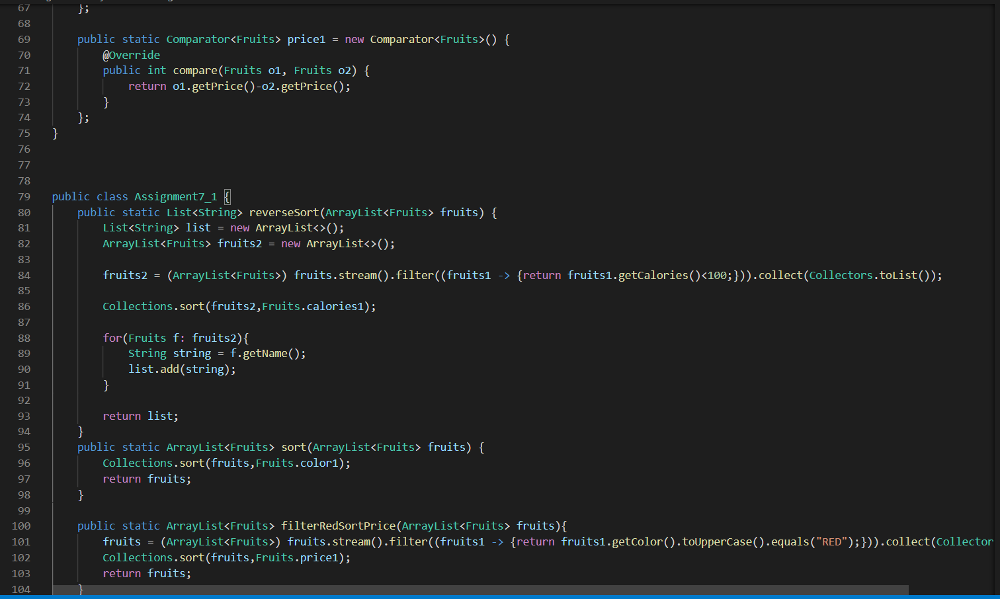 67 };
68
69 public static Comparator<Fruits> price1 = new Comparator<Fruits>() {
70 @Override
71 public int compare(Fruits o1, Fruits o2) {
72 return o1.getPrice()-o2.getPrice();
73 }
74 };
75 }
76
77
78
79 public class Assignment7_1 {
80 public static List<String> reverseSort(ArrayList<Fruits> fruits) {
81 List<String> list = new ArrayList<>();
82 ArrayList<Fruits> fruits2 = new ArrayList<>();
83
84 fruits2 = (ArrayList<Fruits>) fruits.stream().filter((fruits1 -> {return fruits1.getCalories()<100;})).collect(Collectors.toList());
85
86 Collections.sort(fruits2,Fruits.calories1);
87
88 for(Fruits f: fruits2){
89 String string = f.getName();
90 list.add(string);
91 }
92
93 return list;
94 }
95 public static ArrayList<Fruits> sort(ArrayList<Fruits> fruits) {
96 Collections.sort(fruits,Fruits.color1);
97 return fruits;
98 }
99
100 public static ArrayList<Fruits> filterRedSortPrice(ArrayList<Fruits> fruits){
101 fruits = (ArrayList<Fruits>) fruits.stream().filter((fruits1 -> {return fruits1.getColor().toUpperCase().equals("RED");})).collect(Collector
102 Collections.sort(fruits,Fruits.price1);
103 return fruits;
104 }